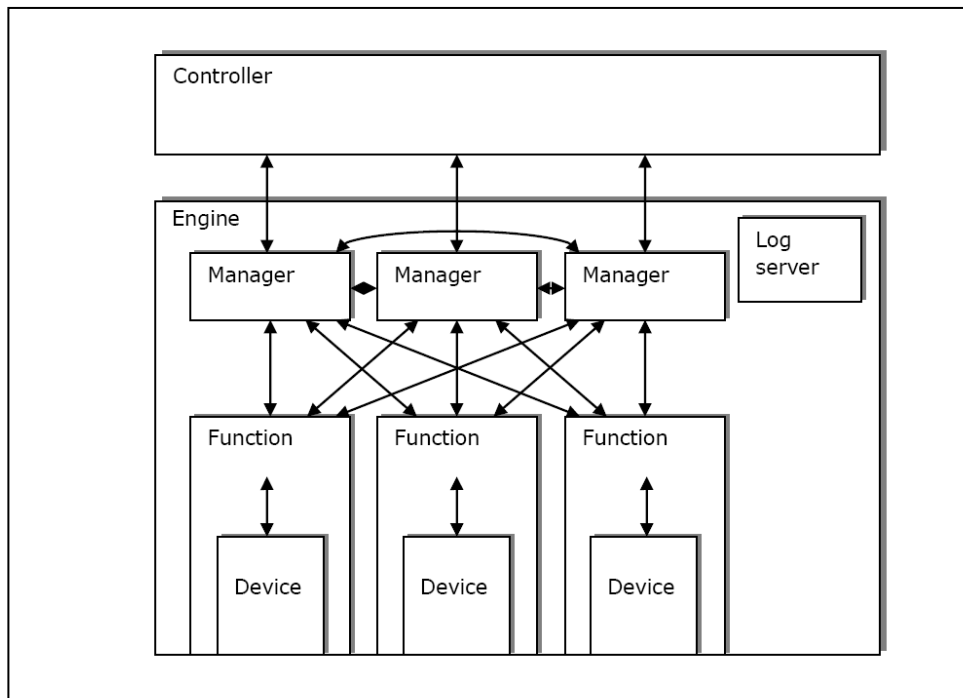 Controller
Engine
Log
server
Manager
Manager
Manager
Function
Function
Function
Device
Device
Device